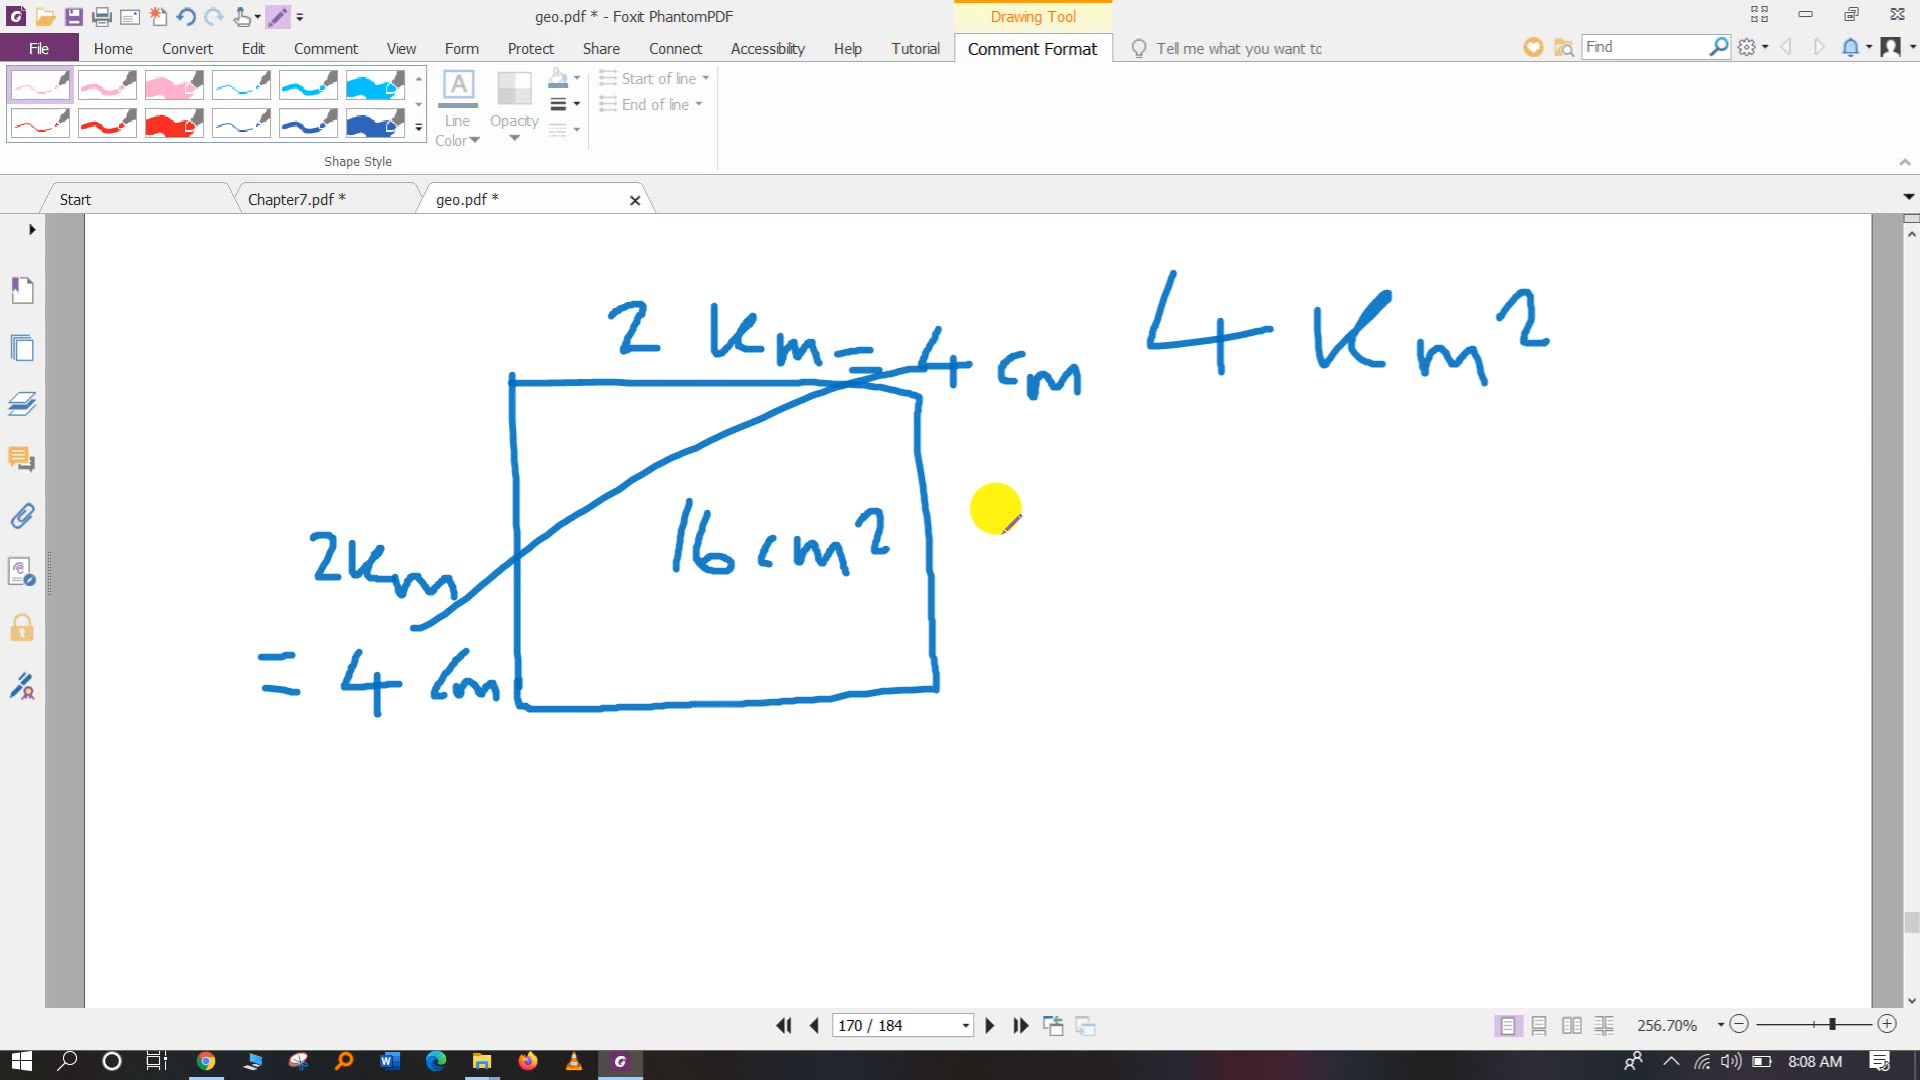 geo.pdf * - Foxit PhantomPDF
Drawing Tool
File Home Convert Edit Comment View Form Protect Share Connect Accessibility Help Tutorial Comment Format Tell me what you want to Find
Line Color
Opacity
Start of line
End of line
Shape Style
Start Chapter7.pdf * geo.pdf *
2 Km = 4 cm
4 Km²
2Km
= 4 cm
16 cm²
170 / 184
256.70%
8:08 AM